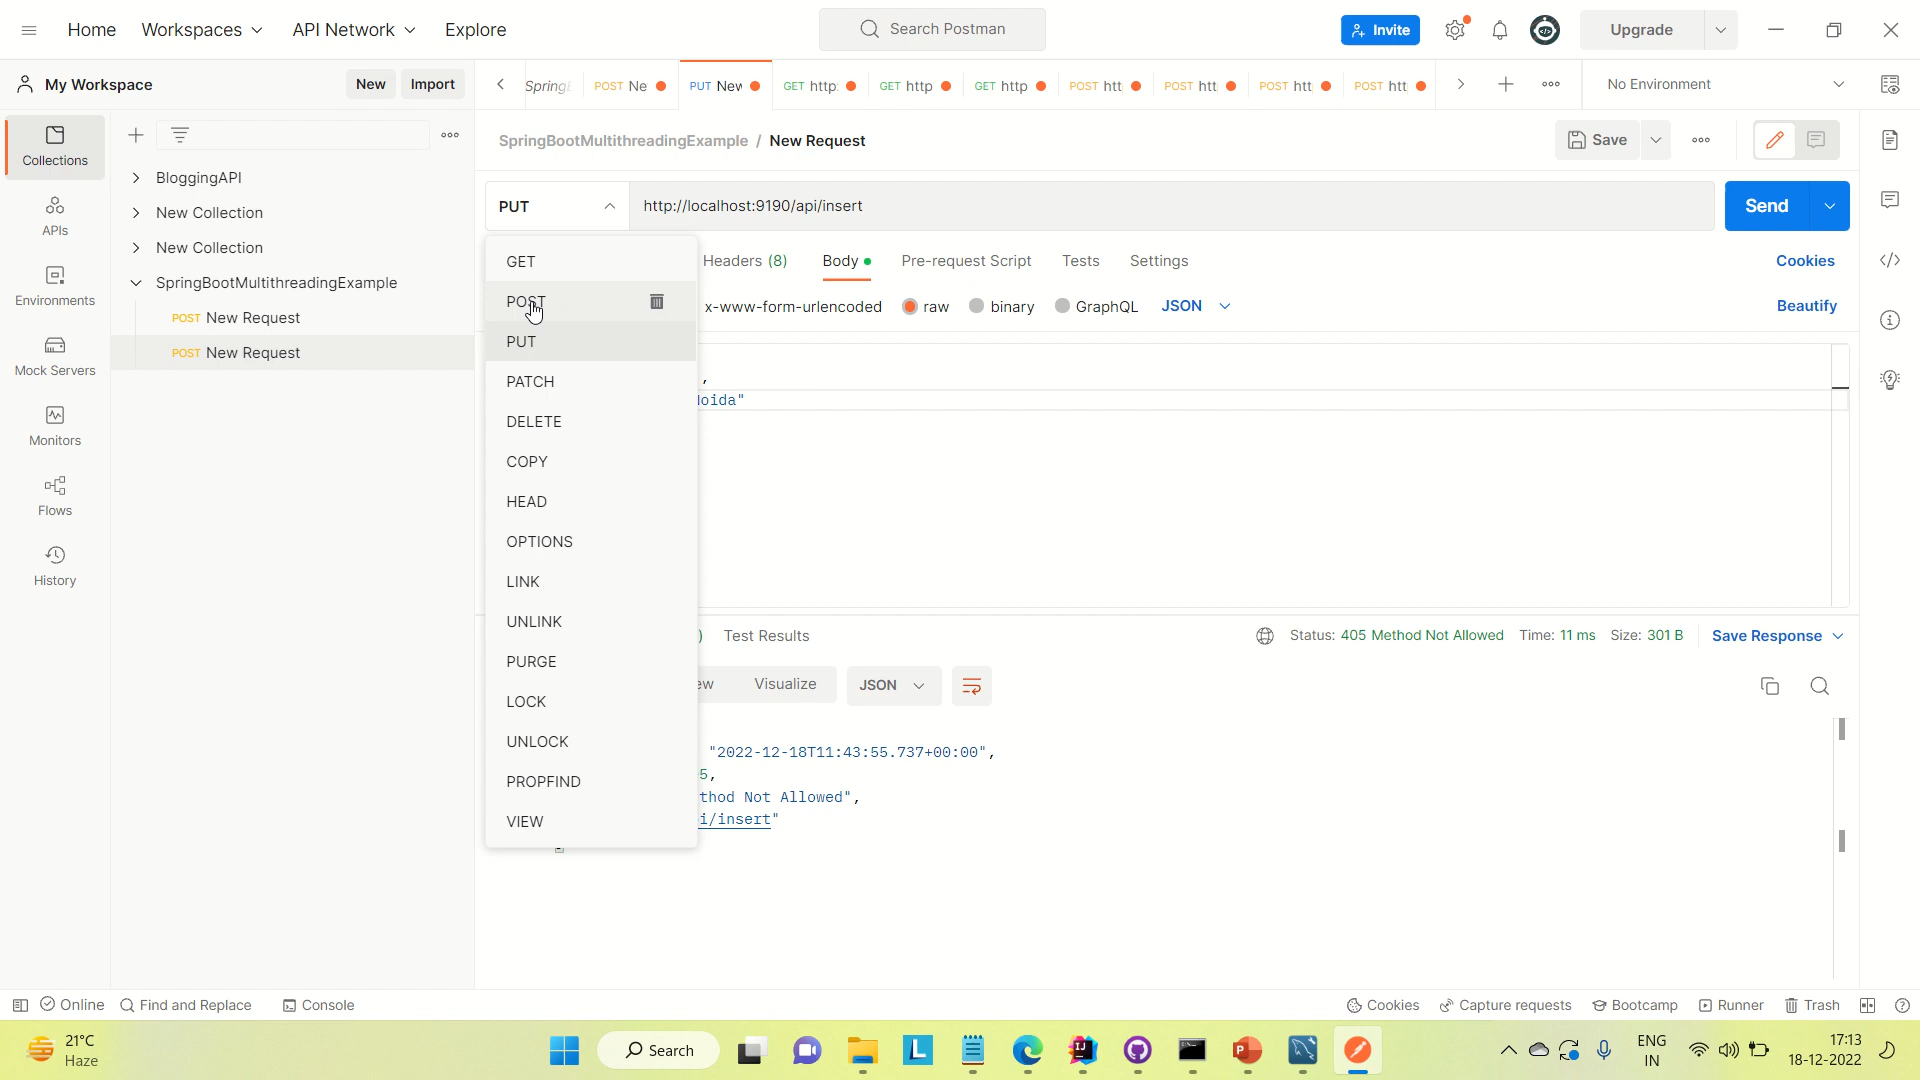 Home
Workspaces
API Network
Explore
Search Postman
Invite
Upgrade
My Workspace
New
Import
Spring
POST Ne
PUT New
GET http:
GET http
GET http
POST htt
POST htt
POST htt
POST htt
No Environment
Collections
APIs
Environments
Mock Servers
Monitors
Flows
History
BloggingAPI
New Collection
New Collection
SpringBootMultithreadingExample
POST New Request
POST New Request
SpringBootMultithreadingExample / New Request
Save
PUT
http://localhost:9190/api/insert
Send
GET
POST
PUT
PATCH
DELETE
COPY
HEAD
OPTIONS
LINK
UNLINK
PURGE
LOCK
UNLOCK
PROPFIND
VIEW
Headers (8)
Body
Pre-request Script
Tests
Settings
Cookies
x-www-form-urlencoded
raw
binary
GraphQL
JSON
Beautify
,
oida"
) Test Results
Status: 405 Method Not Allowed
Time: 11 ms
Size: 301 B
Save Response
ew
Visualize
JSON
"2022-12-18T11:43:55.737+00:00",
5,
thod Not Allowed",
i/insert"
Online
Find and Replace
Console
Cookies
Capture requests
Bootcamp
Runner
Trash
21°C
Haze
Search
ENG
IN
17:13
18-12-2022